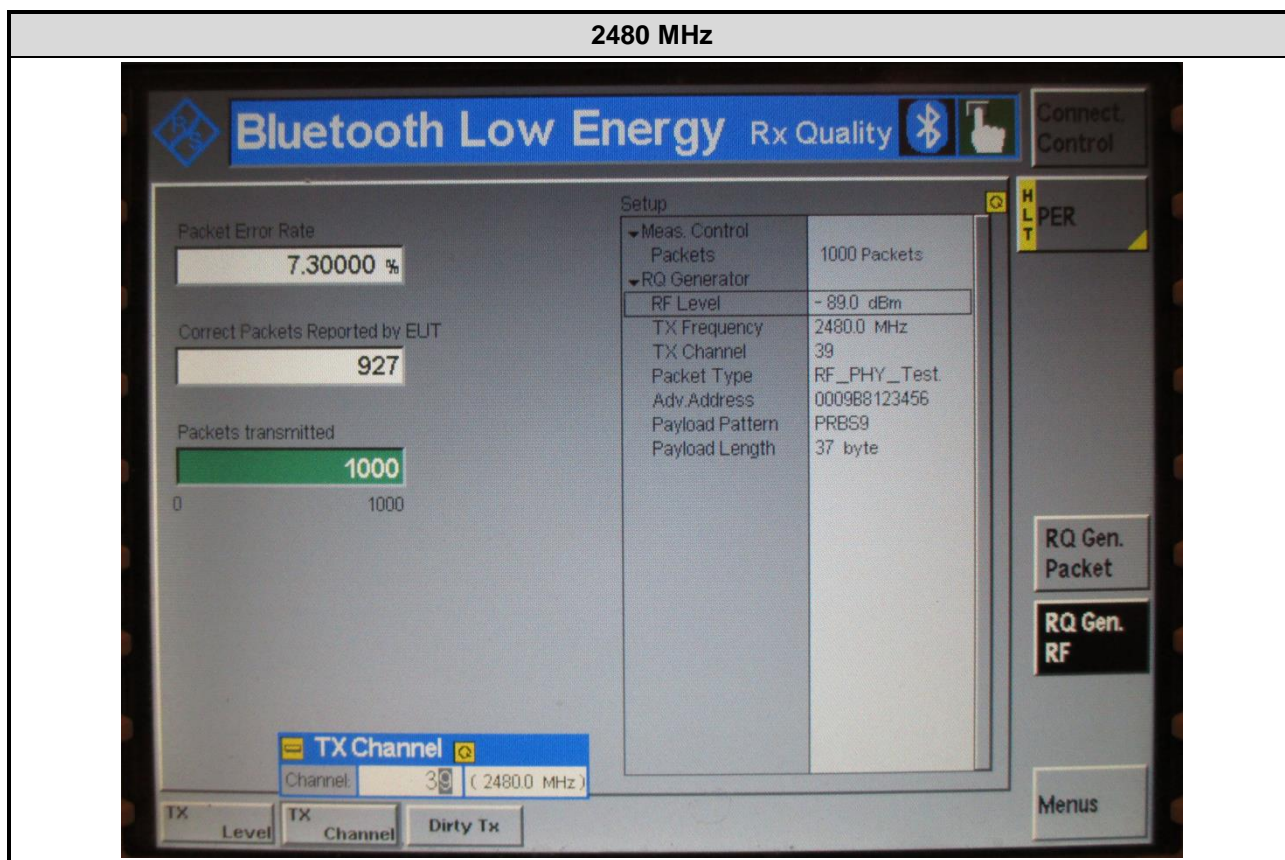 2480 MHz
Bluetooth Low Energy Rx Quality
Connect.
Control
H
L
T
PER
Packet Error Rate
7.30000 %
Correct Packets Reported by EUT
927
Packets transmitted
1000
0 1000
Setup
Meas. Control
Packets 1000 Packets
RQ Generator
RF Level - 89.0 dBm
TX Frequency 2480.0 MHz
TX Channel 39
Packet Type RF_PHY_Test.
Adv.Address 0009B8123456
Payload Pattern PRBS9
Payload Length 37 byte
RQ Gen.
Packet
RQ Gen.
RF
TX Channel
Channel: 39 ( 2480.0 MHz )
TX
Level
TX
Channel
Dirty Tx
Menus